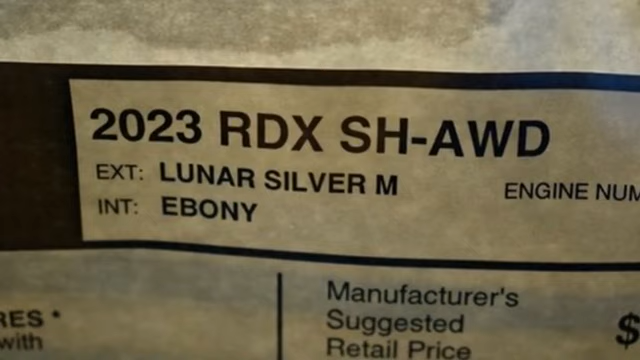 2023 RDX SH-AWD
EXT: LUNAR SILVER M
ENGINE NUM
INT: EBONY
RES *
with
Manufacturer's
Suggested
Retail Price
$